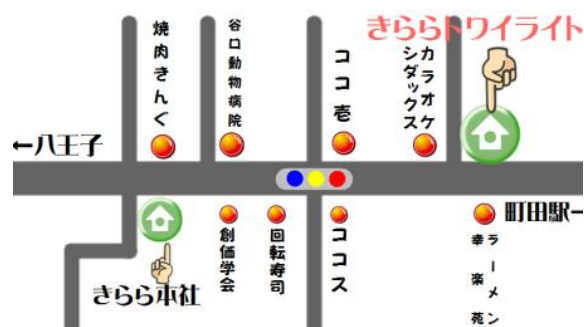 きららトワイライト
焼肉きんぐ
谷口動物病院
ココ壱
カラオケ
シダックス
←八王子
町田駅→
きらら本社
創価学会
回転寿司
ココス
ラーメン
幸楽苑